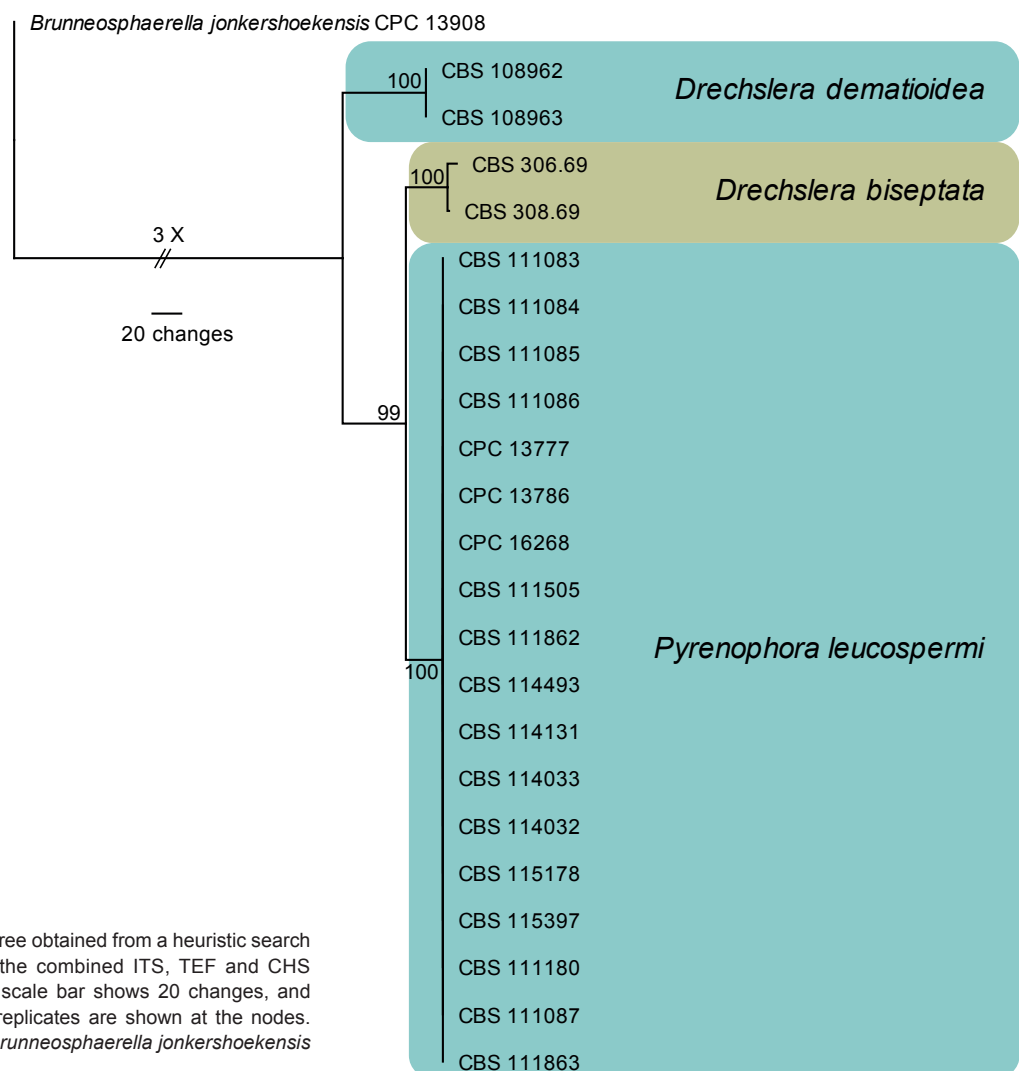 Brunneosphaerella jonkershoekensis CPC 13908
100
CBS 108962
CBS 108963
Drechslera dematioidea
100
CBS 306.69
CBS 308.69
Drechslera biseptata
3 X
20 changes
99
100
CBS 111083
CBS 111084
CBS 111085
CBS 111086
CPC 13777
CPC 13786
CPC 16268
CBS 111505
CBS 111862
CBS 114493
CBS 114131
CBS 114033
CBS 114032
CBS 115178
CBS 115397
CBS 111180
CBS 111087
CBS 111863
Pyrenophora leucospermi
ree obtained from a heuristic search
the combined ITS, TEF and CHS
scale bar shows 20 changes, and
replicates are shown at the nodes.
runneosphaerella jonkershoekensis